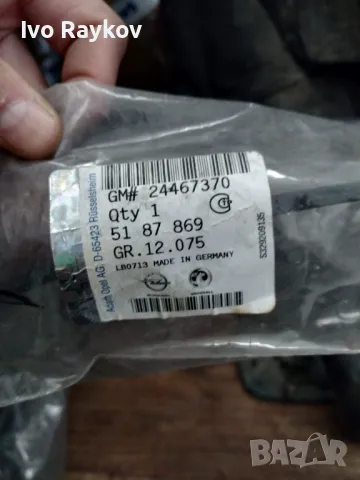 Ivo Raykov
GM# 24467370
Qty 1
51 87 869
GR.12.075
LB0713 MADE IN GERMANY
Adam Opel AG, D-65423 Rüsselsheim
S329209135
BAZAR